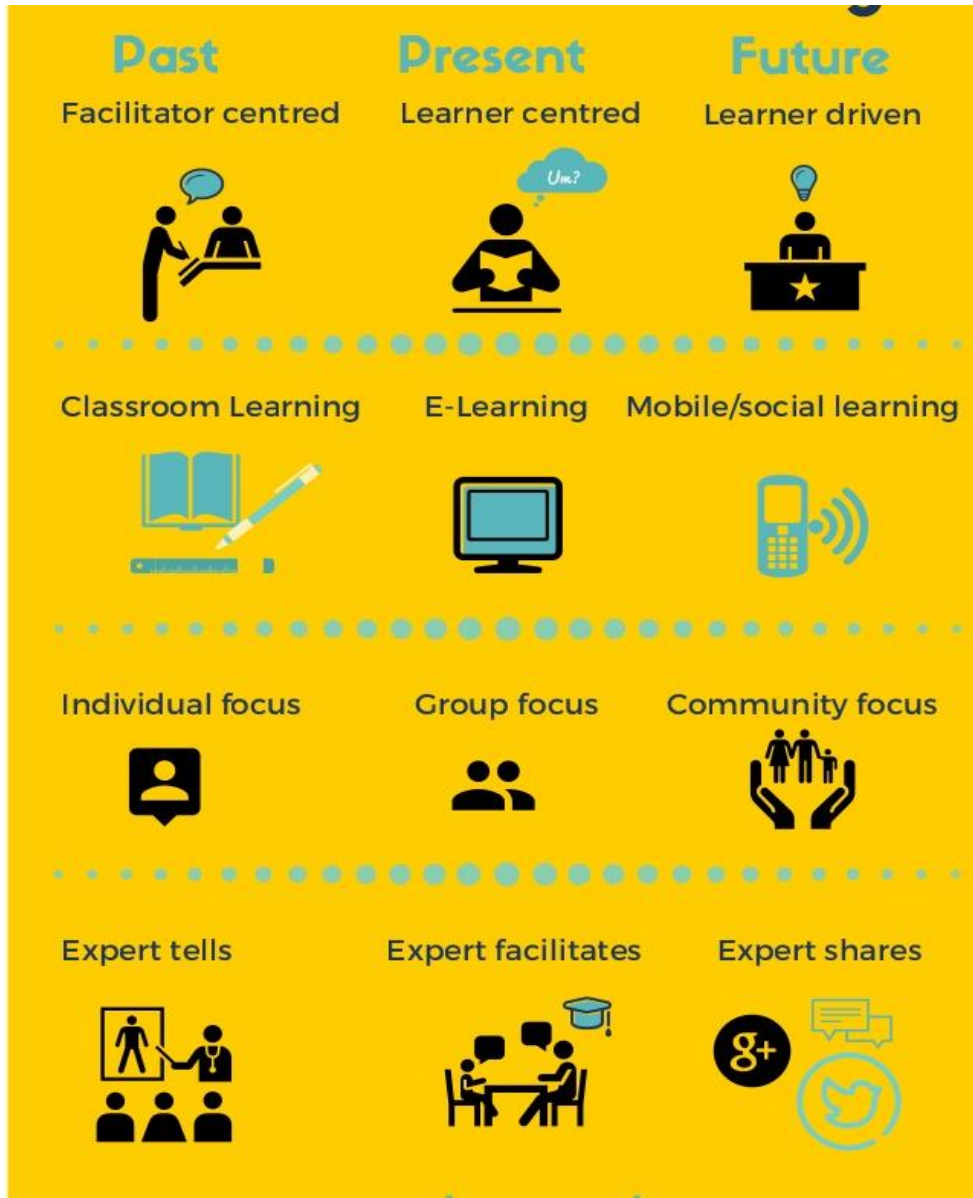 Past Present Future
Facilitator centred Learner centred Learner driven
Um?
Classroom Learning E-Learning Mobile/social learning
Individual focus Group focus Community focus
Expert tells Expert facilitates Expert shares
g+